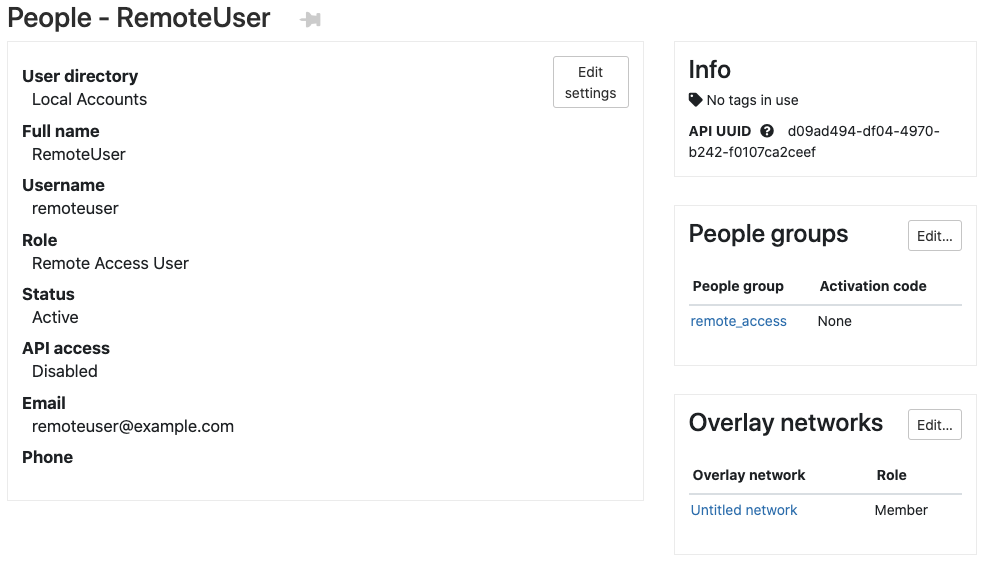 People - RemoteUser
User directory
Local Accounts
Edit
settings
Full name
RemoteUser
Username
remoteuser
Role
Remote Access User
Status
Active
API access
Disabled
Email
remoteuser@example.com
Phone
Info
No tags in use
API UUID ? d09ad494-df04-4970-
b242-f0107ca2ceef
People groups
Edit...
People group Activation code
remote_access None
Overlay networks
Edit...
Overlay network Role
Untitled network Member